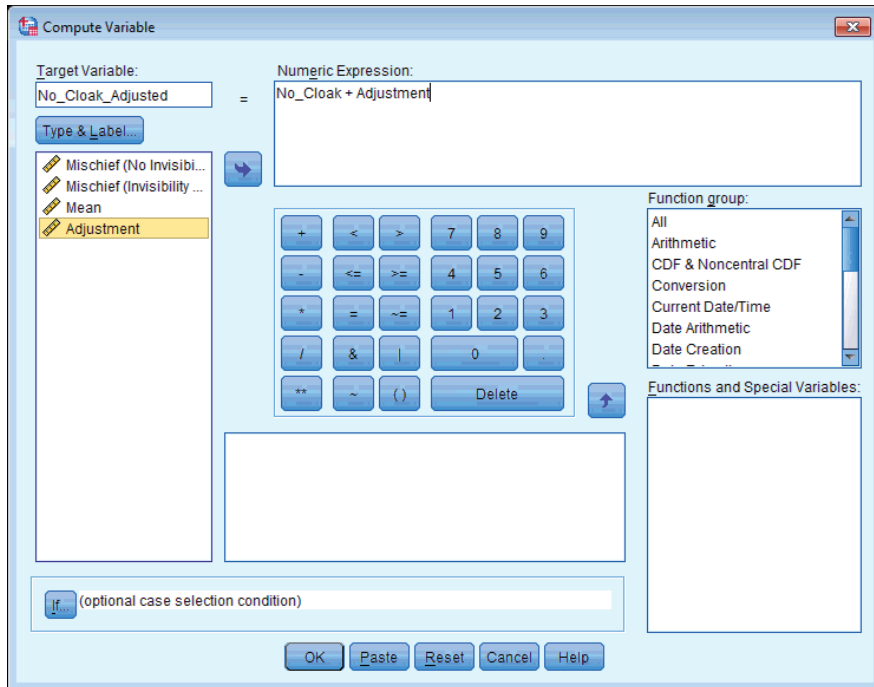 Compute Variable
Target Variable:
No_Cloak_Adjusted
=
Numeric Expression:
No_Cloak + Adjustment
Type & Label...
Mischief (No Invisibi...
Mischief (Invisibility ...
Mean
Adjustment
+ < > 7 8 9
- <= >= 4 5 6
* = ~= 1 2 3
/ & | 0 .
** ~ ( ) Delete
Function group:
All
Arithmetic
CDF & Noncentral CDF
Conversion
Current Date/Time
Date Arithmetic
Date Creation
Functions and Special Variables:
If... (optional case selection condition)
OK Paste Reset Cancel Help